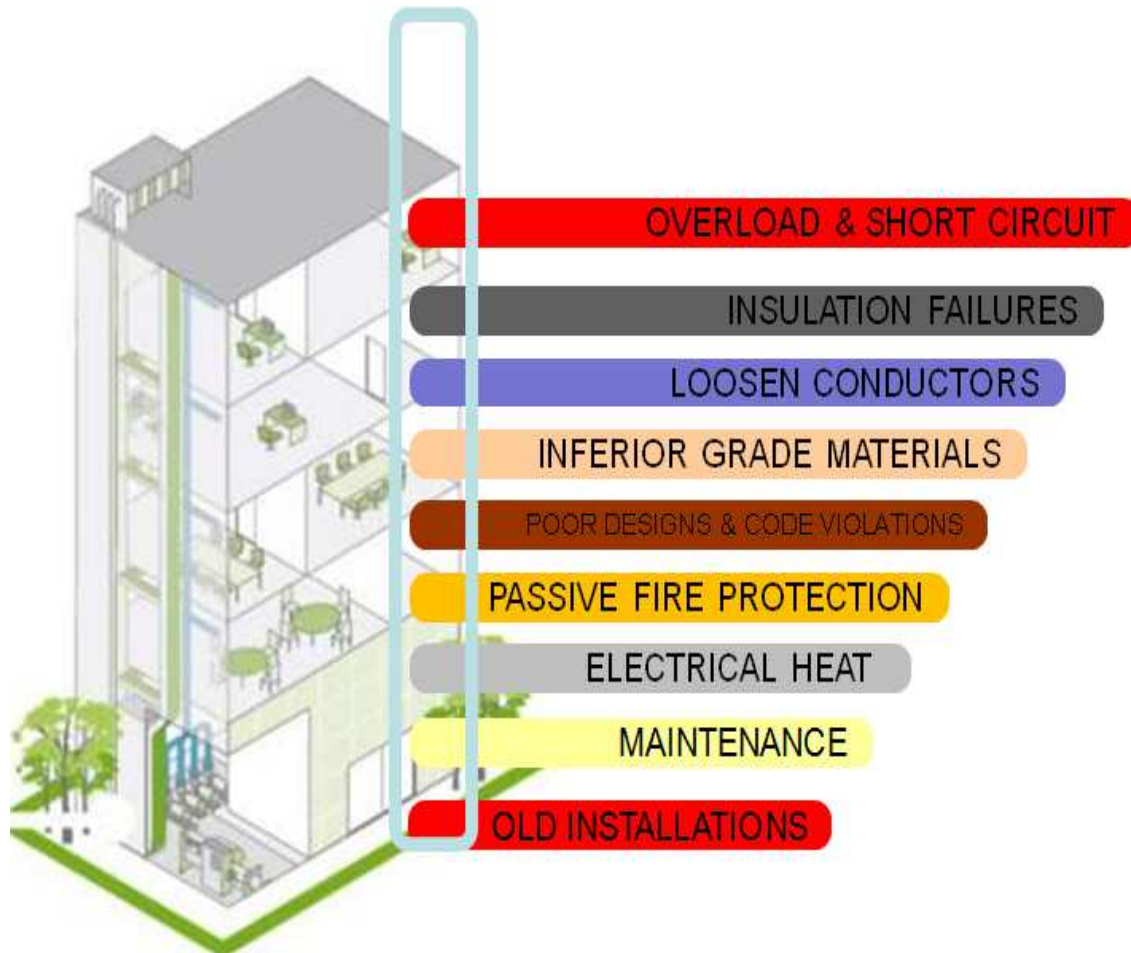 OVERLOAD & SHORT CIRCUIT
INSULATION FAILURES
LOOSEN CONDUCTORS
INFERIOR GRADE MATERIALS
POOR DESIGNS & CODE VIOLATIONS
PASSIVE FIRE PROTECTION
ELECTRICAL HEAT
MAINTENANCE
OLD INSTALLATIONS